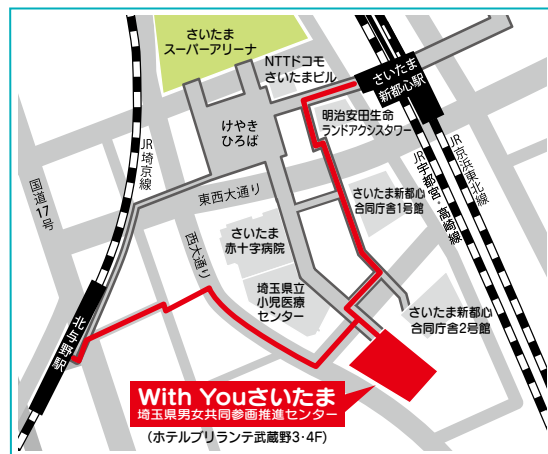 さいたま
スーパーアリーナ
NTTドコモ
さいたまビル
さいたま
新都心駅
けやき
ひろば
明治安田生命
ランドアクシスタワー
JR埼京線
国道17号
東西大通り
JR京浜東北線
JR宇都宮・高崎線
さいたま新都心
合同庁舎1号館
さいたま
赤十字病院
西大通り
埼玉県立
小児医療
センター
さいたま新都心
合同庁舎2号館
北与野駅
With Youさいたま
埼玉県男女共同参画推進センター
(ホテルブリランテ武蔵野3・4F)